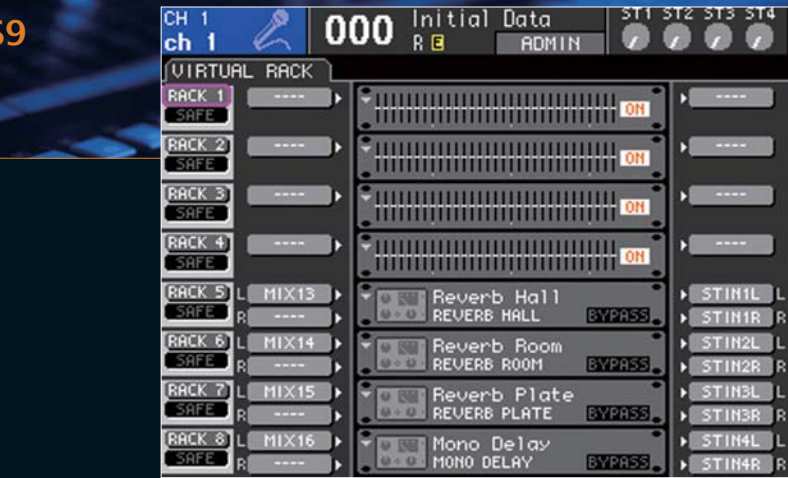 S9
CH 1
ch 1
000
Initial Data
R E
ADMIN
ST1 ST2 ST3 ST4
VIRTUAL RACK
RACK 1
SAFE
----
ON
----
RACK 2
SAFE
----
ON
----
RACK 3
SAFE
----
ON
----
RACK 4
SAFE
----
ON
----
RACK 5 L MIX13 Reverb Hall STIN1L L
SAFE R ---- REVERB HALL BYPASS STIN1R R
RACK 6 L MIX14 Reverb Room STIN2L L
SAFE R ---- REVERB ROOM BYPASS STIN2R R
RACK 7 L MIX15 Reverb Plate STIN3L L
SAFE R ---- REVERB PLATE BYPASS STIN3R R
RACK 8 L MIX16 Mono Delay STIN4L L
SAFE R ---- MONO DELAY BYPASS STIN4R R